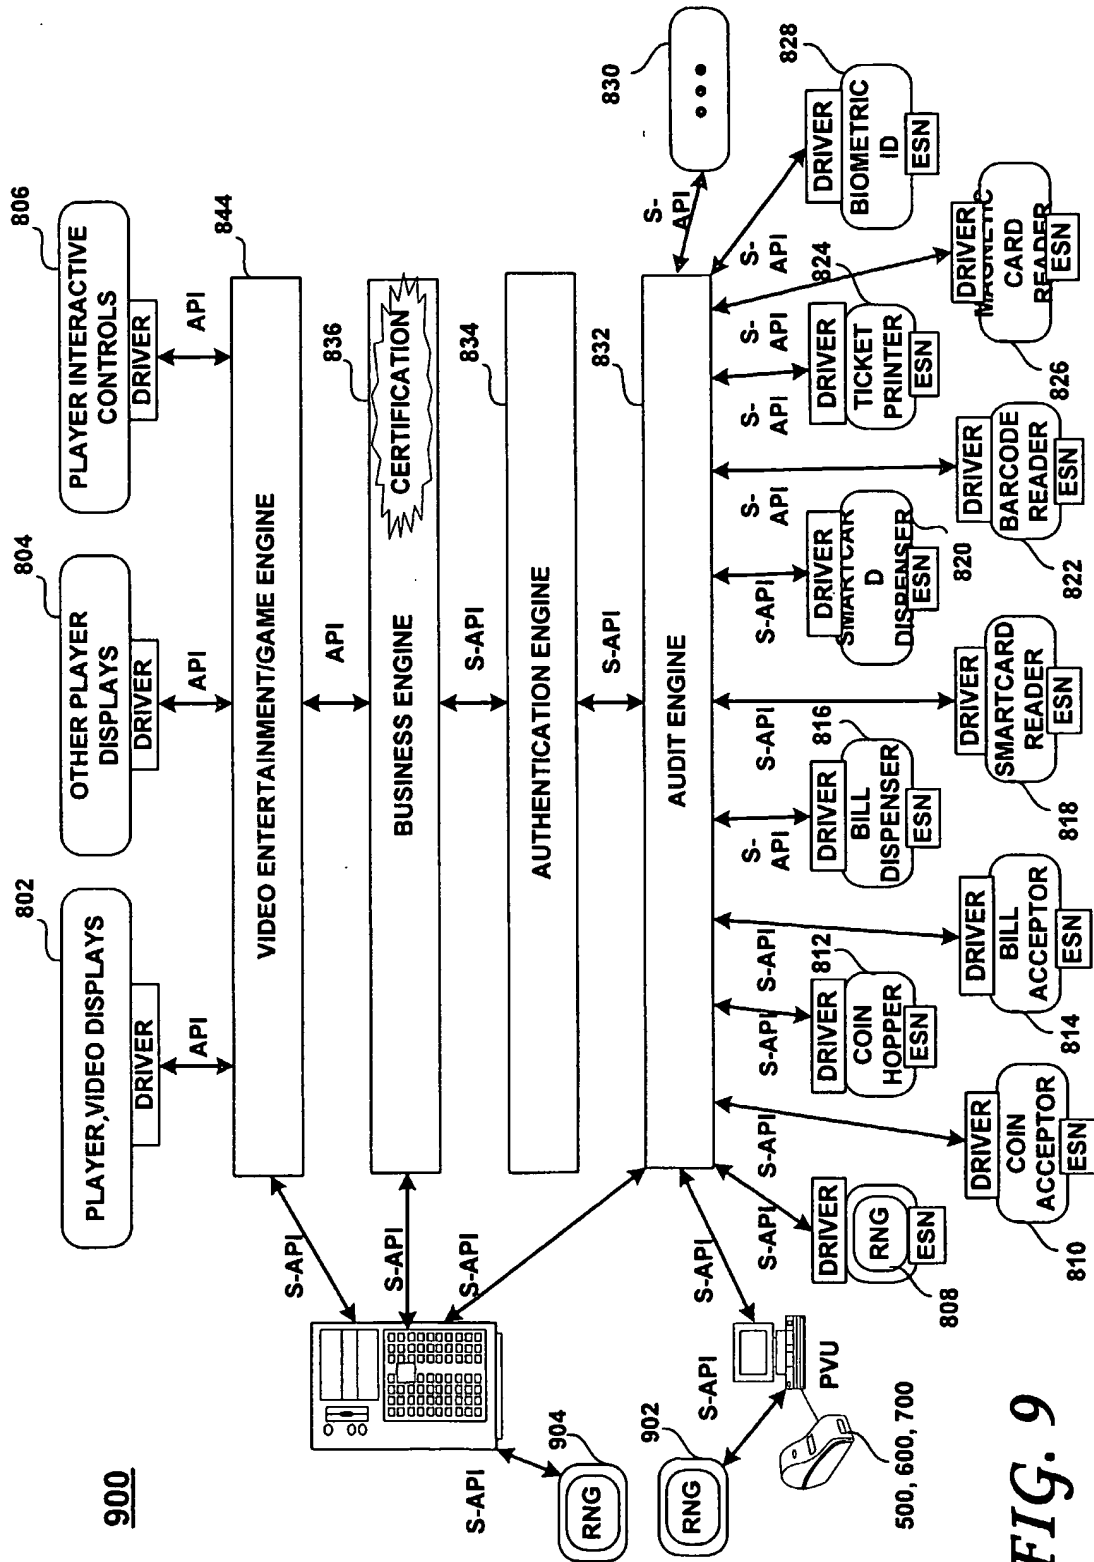 900
802
PLAYER,VIDEO DISPLAYS
DRIVER
API
804
OTHER PLAYER
DISPLAYS
DRIVER
API
806
PLAYER INTERACTIVE
CONTROLS
DRIVER
API
844
VIDEO ENTERTAINMENT/GAME ENGINE
S-API
API
836
BUSINESS ENGINE
CERTIFICATION
S-API
S-API
834
AUTHENTICATION ENGINE
S-API
S-API
832
AUDIT ENGINE
S-API
904
RNG
902
RNG
S-API
S-API
PVU
500, 600, 700
S-API
DRIVER
RNG
ESN
808
S-API
DRIVER
COIN
ACCEPTOR
ESN
810
S-API
812
DRIVER
COIN
HOPPER
ESN
S-API
DRIVER
BILL
ACCEPTOR
ESN
814
S-
API
816
DRIVER
BILL
DISPENSER
ESN
S-API
DRIVER
SMARTCARD
READER
ESN
818
S-API
DRIVER
SMARTCAR
D
DISPENSER
ESN
820
S-
API
DRIVER
BARCODE
READER
ESN
822
S-
API
824
DRIVER
TICKET
PRINTER
ESN
S-
API
DRIVER
MAGNETIC
CARD
READER
ESN
826
S-
API
828
DRIVER
BIOMETRIC
ID
ESN
S-
API
830
FIG. 9